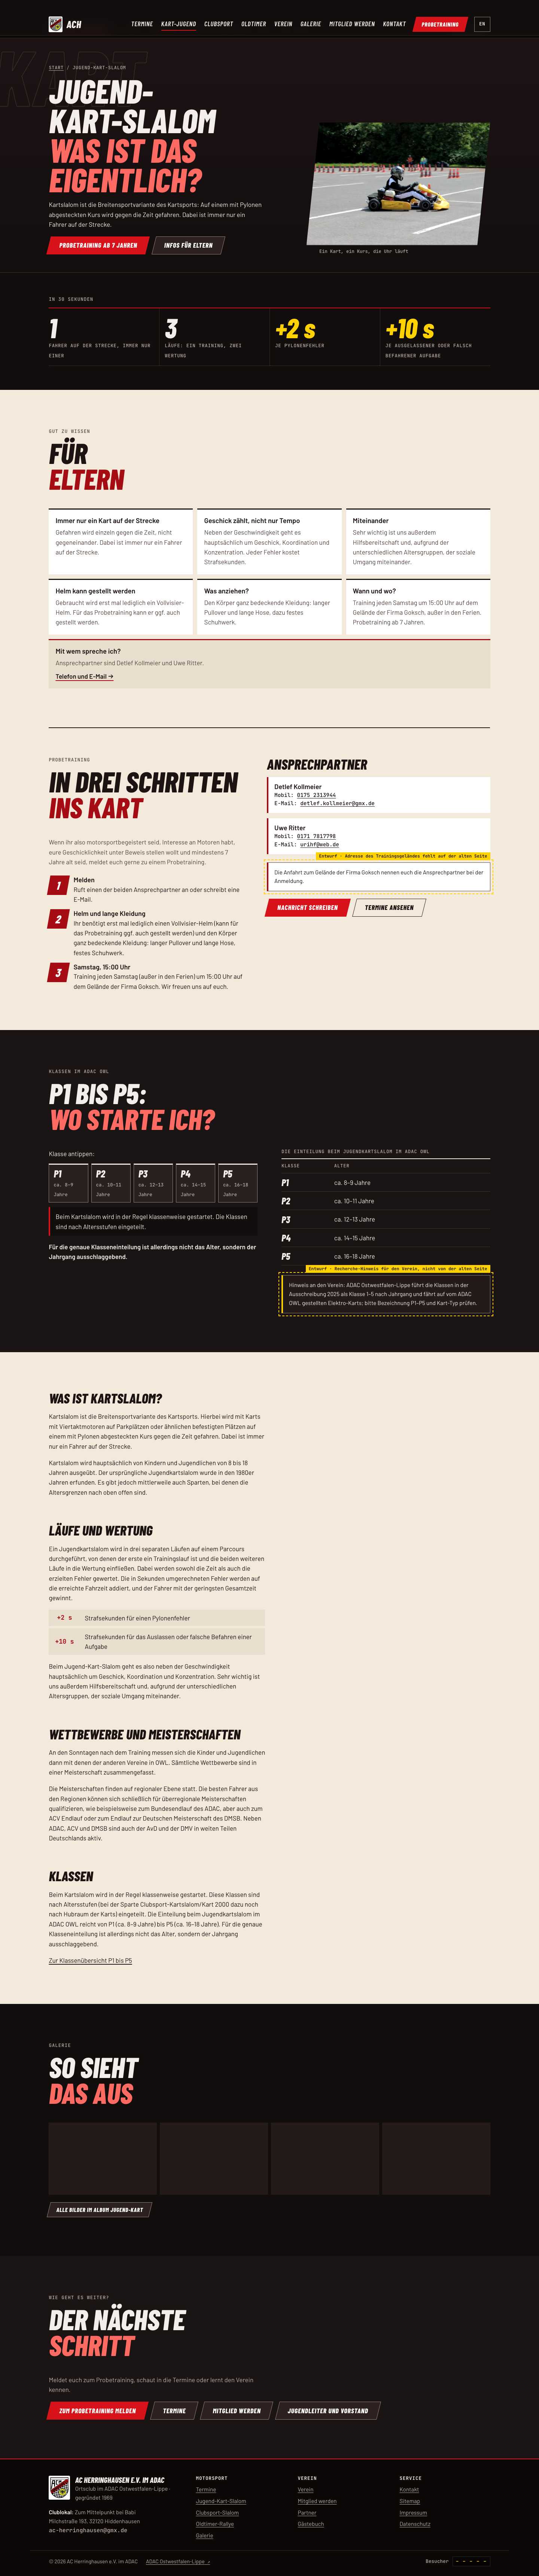 ACH
TERMINE KART-JUGEND CLUBSPORT OLDTIMER VEREIN GALERIE MITGLIED WERDEN KONTAKT PROBETRAINING EN
KART
START / JUGEND-KART-SLALOM
JUGEND-
KART-SLALOM
WAS IST DAS
EIGENTLICH?
Kartslalom ist die Breitensportvariante des Kartsports: Auf einem mit Pylonen
abgesteckten Kurs wird gegen die Zeit gefahren. Dabei ist immer nur ein
Fahrer auf der Strecke.
PROBETRAINING AB 7 JAHREN
INFOS FÜR ELTERN
Ein Kart, ein Kurs, die Uhr läuft
IN 30 SEKUNDEN
1
FAHRER AUF DER STRECKE, IMMER NUR
EINER
3
LÄUFE: EIN TRAINING, ZWEI
WERTUNG
+2 s
JE PYLONENFEHLER
+10 s
JE AUSGELASSENER ODER FALSCH
BEFAHRENER AUFGABE
GUT ZU WISSEN
FÜR
ELTERN
Immer nur ein Kart auf der Strecke
Gefahren wird einzeln gegen die Zeit, nicht
gegeneinander. Dabei ist immer nur ein Fahrer
auf der Strecke.
Geschick zählt, nicht nur Tempo
Neben der Geschwindigkeit geht es
hauptsächlich um Geschick, Koordination und
Konzentration. Jeder Fehler kostet
Strafsekunden.
Miteinander
Sehr wichtig ist uns außerdem
Hilfsbereitschaft und, aufgrund der
unterschiedlichen Altersgruppen, der soziale
Umgang miteinander.
Helm kann gestellt werden
Gebraucht wird erst mal lediglich ein Vollvisier-
Helm. Für das Probetraining kann er ggf. auch
gestellt werden.
Was anziehen?
Den Körper ganz bedeckende Kleidung: langer
Pullover und lange Hose, dazu festes
Schuhwerk.
Wann und wo?
Training jeden Samstag um 15:00 Uhr auf dem
Gelände der Firma Goksch, außer in den Ferien.
Probetraining ab 7 Jahren.
Mit wem spreche ich?
Ansprechpartner sind Detlef Kollmeier und Uwe Ritter.
Telefon und E-Mail →
PROBETRAINING
IN DREI SCHRITTEN
INS KART
Wenn ihr also motorsportbegeistert seid, Interesse an Motoren habt,
eure Geschicklichkeit unter Beweis stellen wollt und mindestens 7
Jahre alt seid, meldet euch gerne zu einem Probetraining.
1
Melden
Ruft einen der beiden Ansprechpartner an oder schreibt eine
E-Mail.
2
Helm und lange Kleidung
Ihr benötigt erst mal lediglich einen Vollvisier-Helm (kann für
das Probetraining ggf. auch gestellt werden) und den Körper
ganz bedeckende Kleidung: langer Pullover und lange Hose,
festes Schuhwerk.
3
Samstag, 15:00 Uhr
Training jeden Samstag (außer in den Ferien) um 15:00 Uhr auf
dem Gelände der Firma Goksch. Wir freuen uns auf euch.
ANSPRECHPARTNER
Detlef Kollmeier
Mobil: 0175 2313944
E-Mail: detlef.kollmeier@gmx.de
Uwe Ritter
Mobil: 0171 7817798
E-Mail: urihf@web.de
Entwurf · Adresse des Trainingsgeländes fehlt auf der alten Seite
Die Anfahrt zum Gelände der Firma Goksch nennen euch die Ansprechpartner bei der
Anmeldung.
NACHRICHT SCHREIBEN
TERMINE ANSEHEN
KLASSEN IM ADAC OWL
P1 BIS P5:
WO STARTE ICH?
Klasse antippen:
P1
ca. 8–9
Jahre
P2
ca. 10–11
Jahre
P3
ca. 12–13
Jahre
P4
ca. 14–15
Jahre
P5
ca. 16–18
Jahre
Beim Kartslalom wird in der Regel klassenweise gestartet. Die Klassen
sind nach Altersstufen eingeteilt.
Für die genaue Klasseneinteilung ist allerdings nicht das Alter, sondern der
Jahrgang ausschlaggebend.
DIE EINTEILUNG BEIM JUGENDKARTSLALOM IM ADAC OWL
KLASSE ALTER
P1 ca. 8–9 Jahre
P2 ca. 10–11 Jahre
P3 ca. 12–13 Jahre
P4 ca. 14–15 Jahre
P5 ca. 16–18 Jahre
Entwurf · Recherche-Hinweis für den Verein, nicht von der alten Seite
Hinweis an den Verein: ADAC Ostwestfalen-Lippe führt die Klassen in der
Ausschreibung 2025 als Klasse 1–5 nach Jahrgang und fährt auf vom ADAC
OWL gestellten Elektro-Karts; bitte Bezeichnung P1–P5 und Kart-Typ prüfen.
WAS IST KARTSLALOM?
Kartslalom ist die Breitensportvariante des Kartsports. Hierbei wird mit Karts
mit Viertaktmotoren auf Parkplätzen oder ähnlichen befestigten Plätzen auf
einem mit Pylonen abgesteckten Kurs gegen die Zeit gefahren. Dabei ist immer
nur ein Fahrer auf der Strecke.
Kartslalom wird hauptsächlich von Kindern und Jugendlichen von 8 bis 18
Jahren ausgeübt. Der ursprüngliche Jugendkartslalom wurde in den 1980er
Jahren erfunden. Es gibt jedoch mittlerweile auch Sparten, bei denen die
Altersgrenzen nach oben offen sind.
LÄUFE UND WERTUNG
Ein Jugendkartslalom wird in drei separaten Läufen auf einem Parcours
durchgeführt, von denen der erste ein Trainingslauf ist und die beiden weiteren
Läufe in die Wertung einfließen. Dabei werden sowohl die Zeit als auch die
erzielten Fehler gewertet. Die in Sekunden umgerechneten Fehler werden auf
die erreichte Fahrzeit addiert, und der Fahrer mit der geringsten Gesamtzeit
gewinnt.
+2 s Strafsekunden für einen Pylonenfehler
+10 s Strafsekunden für das Auslassen oder falsche Befahren einer
Aufgabe
Beim Jugend-Kart-Slalom geht es also neben der Geschwindigkeit
hauptsächlich um Geschick, Koordination und Konzentration. Sehr wichtig ist
uns außerdem Hilfsbereitschaft und, aufgrund der unterschiedlichen
Altersgruppen, der soziale Umgang miteinander.
WETTBEWERBE UND MEISTERSCHAFTEN
An den Sonntagen nach dem Training messen sich die Kinder und Jugendlichen
dann mit denen der anderen Vereine in OWL. Sämtliche Wettbewerbe sind in
einer Meisterschaft zusammengefasst.
Die Meisterschaften finden auf regionaler Ebene statt. Die besten Fahrer aus
den Regionen können sich schließlich für überregionale Meisterschaften
qualifizieren, wie beispielsweise zum Bundesendlauf des ADAC, aber auch zum
ACV Endlauf oder zum Endlauf zur Deutschen Meisterschaft des DMSB. Neben
ADAC, ACV und DMSB sind auch der AvD und der DMV in weiten Teilen
Deutschlands aktiv.
KLASSEN
Beim Kartslalom wird in der Regel klassenweise gestartet. Diese Klassen sind
nach Altersstufen (bei der Sparte Clubsport-Kartslalom/Kart 2000 dazu noch
nach Hubraum der Karts) eingeteilt. Die Einteilung beim Jugendkartslalom im
ADAC OWL reicht von P1 (ca. 8–9 Jahre) bis P5 (ca. 16–18 Jahre). Für die genaue
Klasseneinteilung ist allerdings nicht das Alter, sondern der Jahrgang
ausschlaggebend.
Zur Klassenübersicht P1 bis P5
GALERIE
SO SIEHT
DAS AUS
ALLE BILDER IM ALBUM JUGEND-KART
WIE GEHT ES WEITER?
DER NÄCHSTE
SCHRITT
Meldet euch zum Probetraining, schaut in die Termine oder lernt den Verein
kennen.
ZUM PROBETRAINING MELDEN
TERMINE
MITGLIED WERDEN
JUGENDLEITER UND VORSTAND
AC HERRINGHAUSEN E.V. IM ADAC
Ortsclub im ADAC Ostwestfalen-Lippe ·
gegründet 1969
Clublokal: Zum Mittelpunkt bei Babi
Milchstraße 193, 32120 Hiddenhausen
ac-herringhausen@gmx.de
MOTORSPORT
Termine
Jugend-Kart-Slalom
Clubsport-Slalom
Oldtimer-Rallye
Galerie
VEREIN
Verein
Mitglied werden
Partner
Gästebuch
SERVICE
Kontakt
Sitemap
Impressum
Datenschutz
© 2026 AC Herringhausen e.V. im ADAC ADAC Ostwestfalen-Lippe
Besucher – – – – –